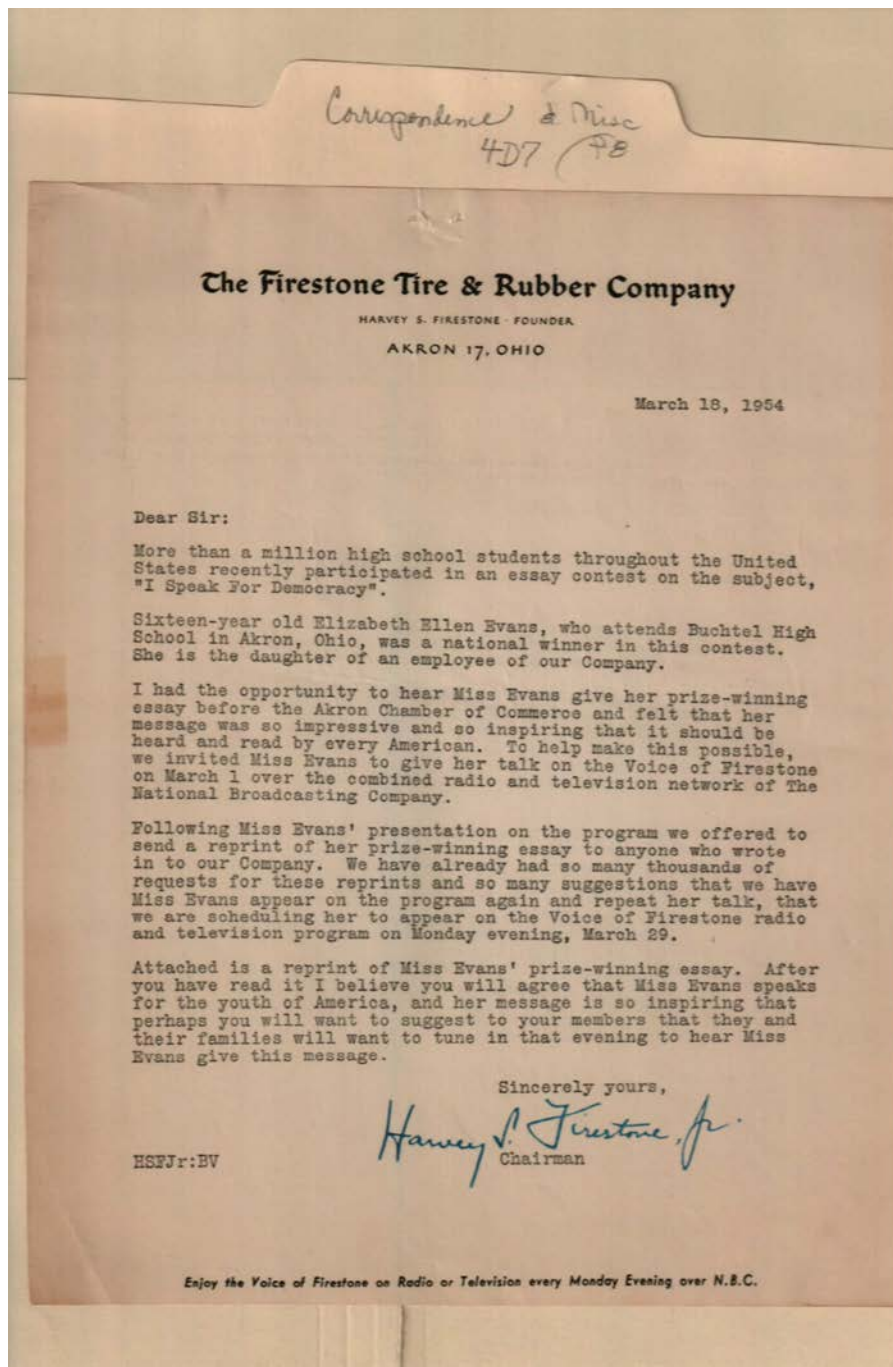 Correspondence & Misc
4D7
The Firestone Tire & Rubber Company
HARVEY S. FIRESTONE · FOUNDER
AKRON 17, OHIO
March 18, 1954
Dear Sir:
More than a million high school students throughout the United
States recently participated in an essay contest on the subject,
"I Speak For Democracy".
Sixteen-year old Elizabeth Ellen Evans, who attends Buchtel High
School in Akron, Ohio, was a national winner in this contest.
She is the daughter of an employee of our Company.
I had the opportunity to hear Miss Evans give her prize-winning
essay before the Akron Chamber of Commerce and felt that her
message was so impressive and so inspiring that it should be
heard and read by every American. To help make this possible,
we invited Miss Evans to give her talk on the Voice of Firestone
on March 1 over the combined radio and television network of The
National Broadcasting Company.
Following Miss Evans' presentation on the program we offered to
send a reprint of her prize-winning essay to anyone who wrote
in to our Company. We have already had so many thousands of
requests for these reprints and so many suggestions that we have
Miss Evans appear on the program again and repeat her talk, that
we are scheduling her to appear on the Voice of Firestone radio
and television program on Monday evening, March 29.
Attached is a reprint of Miss Evans' prize-winning essay. After
you have read it I believe you will agree that Miss Evans speaks
for the youth of America, and her message is so inspiring that
perhaps you will want to suggest to your members that they and
their families will want to tune in that evening to hear Miss
Evans give this message.
Sincerely yours,
Harvey S. Firestone, Jr.
HSFJr:BV Chairman
Enjoy the Voice of Firestone on Radio or Television every Monday Evening over N.B.C.